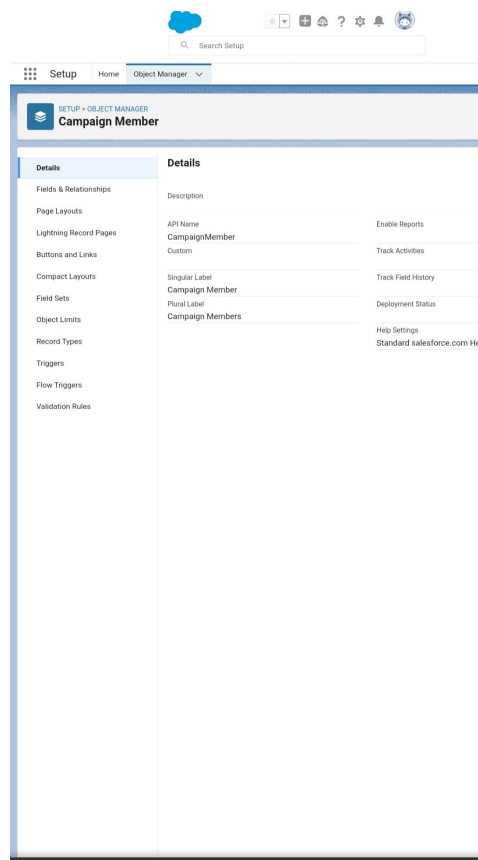 Search Setup
Setup
Home
Object Manager
SETUP > OBJECT MANAGER
Campaign Member
Details
Fields & Relationships
Page Layouts
Lightning Record Pages
Buttons and Links
Compact Layouts
Field Sets
Object Limits
Record Types
Triggers
Flow Triggers
Validation Rules
Details
Description
API Name
CampaignMember
Custom
Singular Label
Campaign Member
Plural Label
Campaign Members
Enable Reports
Track Activities
Track Field History
Deployment Status
Help Settings
Standard salesforce.com He